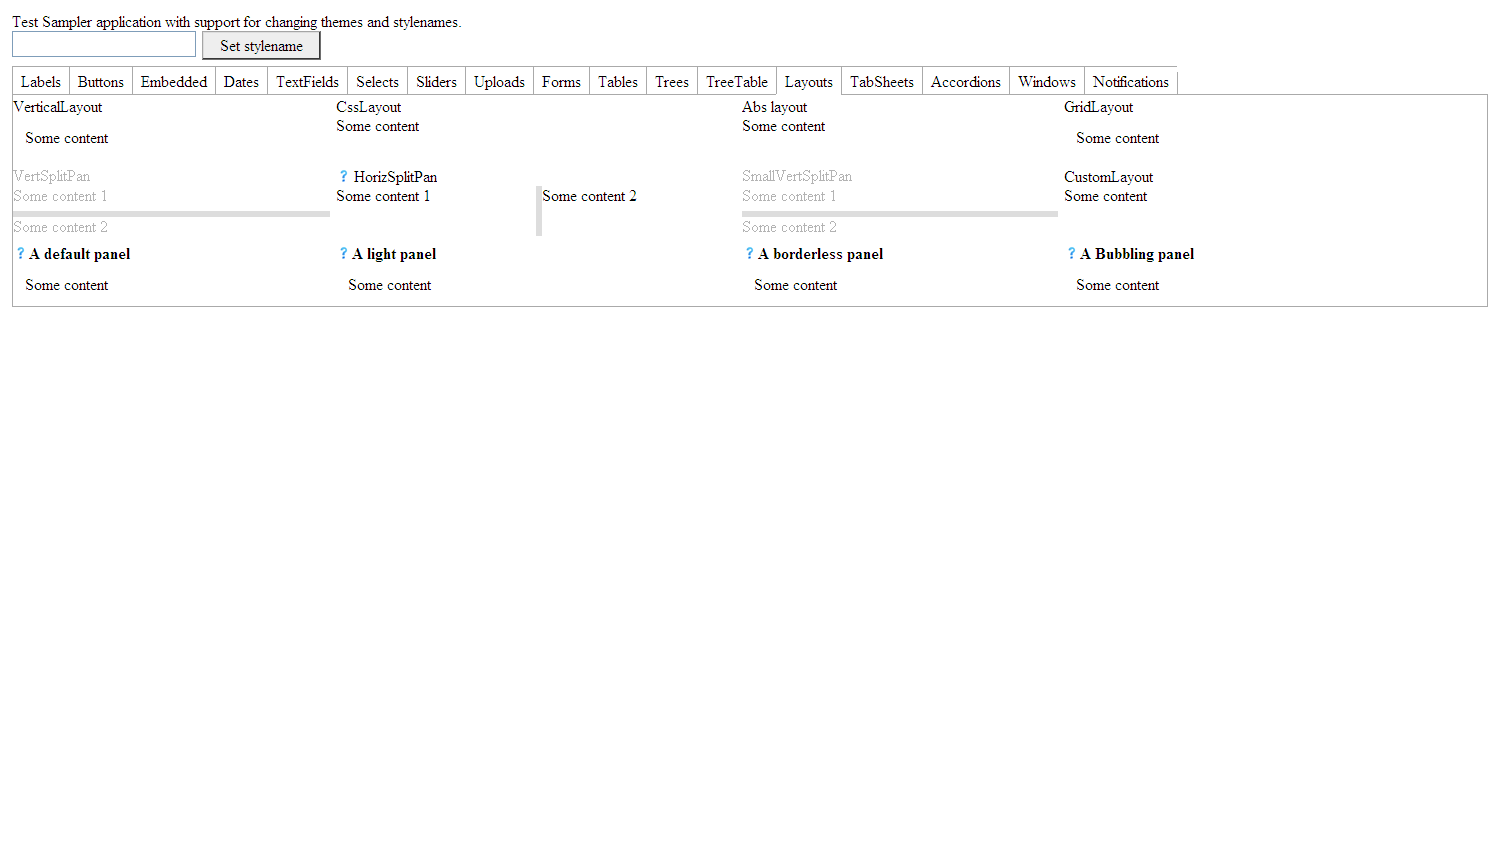 Test Sampler application with support for changing themes and stylenames.
Set stylename
Labels Buttons Embedded Dates TextFields Selects Sliders Uploads Forms Tables Trees TreeTable Layouts TabSheets Accordions Windows Notifications
VerticalLayout CssLayout Abs layout GridLayout
Some content Some content
Some content Some content
VertSplitPan ? HorizSplitPan SmallVertSplitPan CustomLayout
Some content 1 Some content 1 Some content 2 Some content 1 Some content
Some content 2 Some content 2
? A default panel ? A light panel ? A borderless panel ? A Bubbling panel
Some content Some content Some content Some content